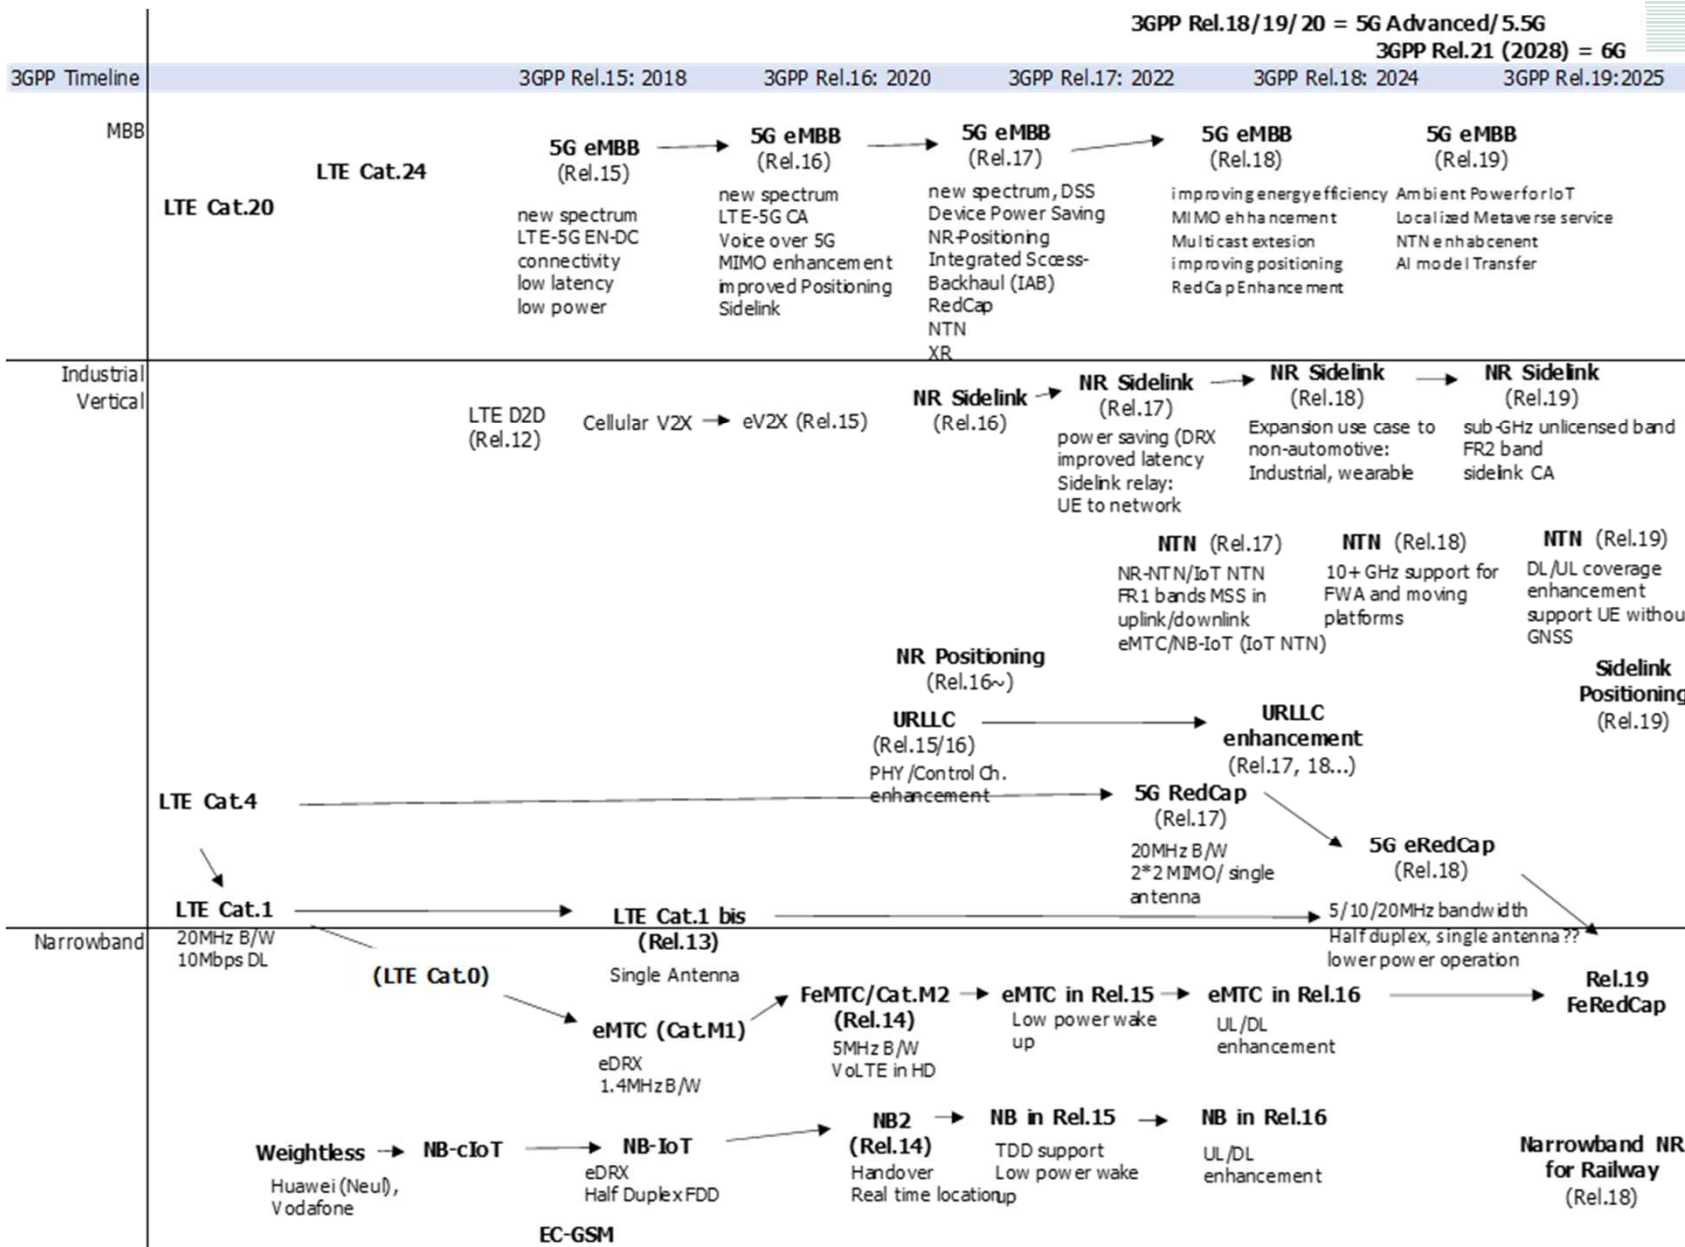 3GPP Rel.18/19/20 = 5G Advanced/5.5G
3GPP Rel.21 (2028) = 6G
3GPP Timeline
3GPP Rel.15: 2018
3GPP Rel.16: 2020
3GPP Rel.17: 2022
3GPP Rel.18: 2024
3GPP Rel.19:2025
MBB
LTE Cat.20
LTE Cat.24
5G eMBB
(Rel.15)
new spectrum
LTE-5G EN-DC
connectivity
low latency
low power
5G eMBB
(Rel.16)
new spectrum
LTE-5G CA
Voice over 5G
MIMO enhancement
improved Positioning
Sidelink
5G eMBB
(Rel.17)
new spectrum, DSS
Device Power Saving
NR-Positioning
Integrated Sccess-
Backhaul (IAB)
RedCap
NTN
XR
5G eMBB
(Rel.18)
improving energy efficiency
MIMO ehhancement
Multicast extesion
improving positioning
RedCap Enhancement
5G eMBB
(Rel.19)
Ambient Power for IoT
Localized Metaverse service
NTN enhabcenent
AI model Transfer
Industrial
Vertical
LTE D2D
(Rel.12)
Cellular V2X
eV2X (Rel.15)
NR Sidelink
(Rel.16)
NR Sidelink
(Rel.17)
power saving (DRX
improved latency
Sidelink relay:
UE to network
NR Sidelink
(Rel.18)
Expansion use case to
non-automotive:
Industrial, wearable
NR Sidelink
(Rel.19)
sub-GHz unlicensed band
FR2 band
sidelink CA
NTN (Rel.17)
NR-NTN/IoT NTN
FR1 bands MSS in
uplink/downlink
eMTC/NB-IoT (IoT NTN)
NTN (Rel.18)
10+ GHz support for
FWA and moving
platforms
NTN (Rel.19)
DL/UL coverage
enhancement
support UE withou
GNSS
NR Positioning
(Rel.16~)
Sidelink
Positioning
(Rel.19)
URLLC
(Rel.15/16)
PHY/Control Ch.
enhancement
URLLC
enhancement
(Rel.17, 18...)
LTE Cat.4
5G RedCap
(Rel.17)
20MHz B/W
2*2 MIMO/ single
antenna
5G eRedCap
(Rel.18)
5/10/20MHz bandwidth
Half duplex, single antenna??
lower power operation
LTE Cat.1
20MHz B/W
10Mbps DL
LTE Cat.1 bis
(Rel.13)
Single Antenna
Narrowband
(LTE Cat.0)
eMTC (Cat.M1)
eDRX
1.4MHz B/W
FeMTC/Cat.M2
(Rel.14)
5MHz B/W
VoLTE in HD
eMTC in Rel.15
Low power wake
up
eMTC in Rel.16
UL/DL
enhancement
Rel.19
FeRedCap
Weightless
Huawei (Neul),
Vodafone
NB-cIoT
NB-IoT
eDRX
Half Duplex FDD
EC-GSM
NB2
(Rel.14)
Handover
Real time location
NB in Rel.15
TDD support
Low power wake
up
NB in Rel.16
UL/DL
enhancement
Narrowband NR
for Railway
(Rel.18)